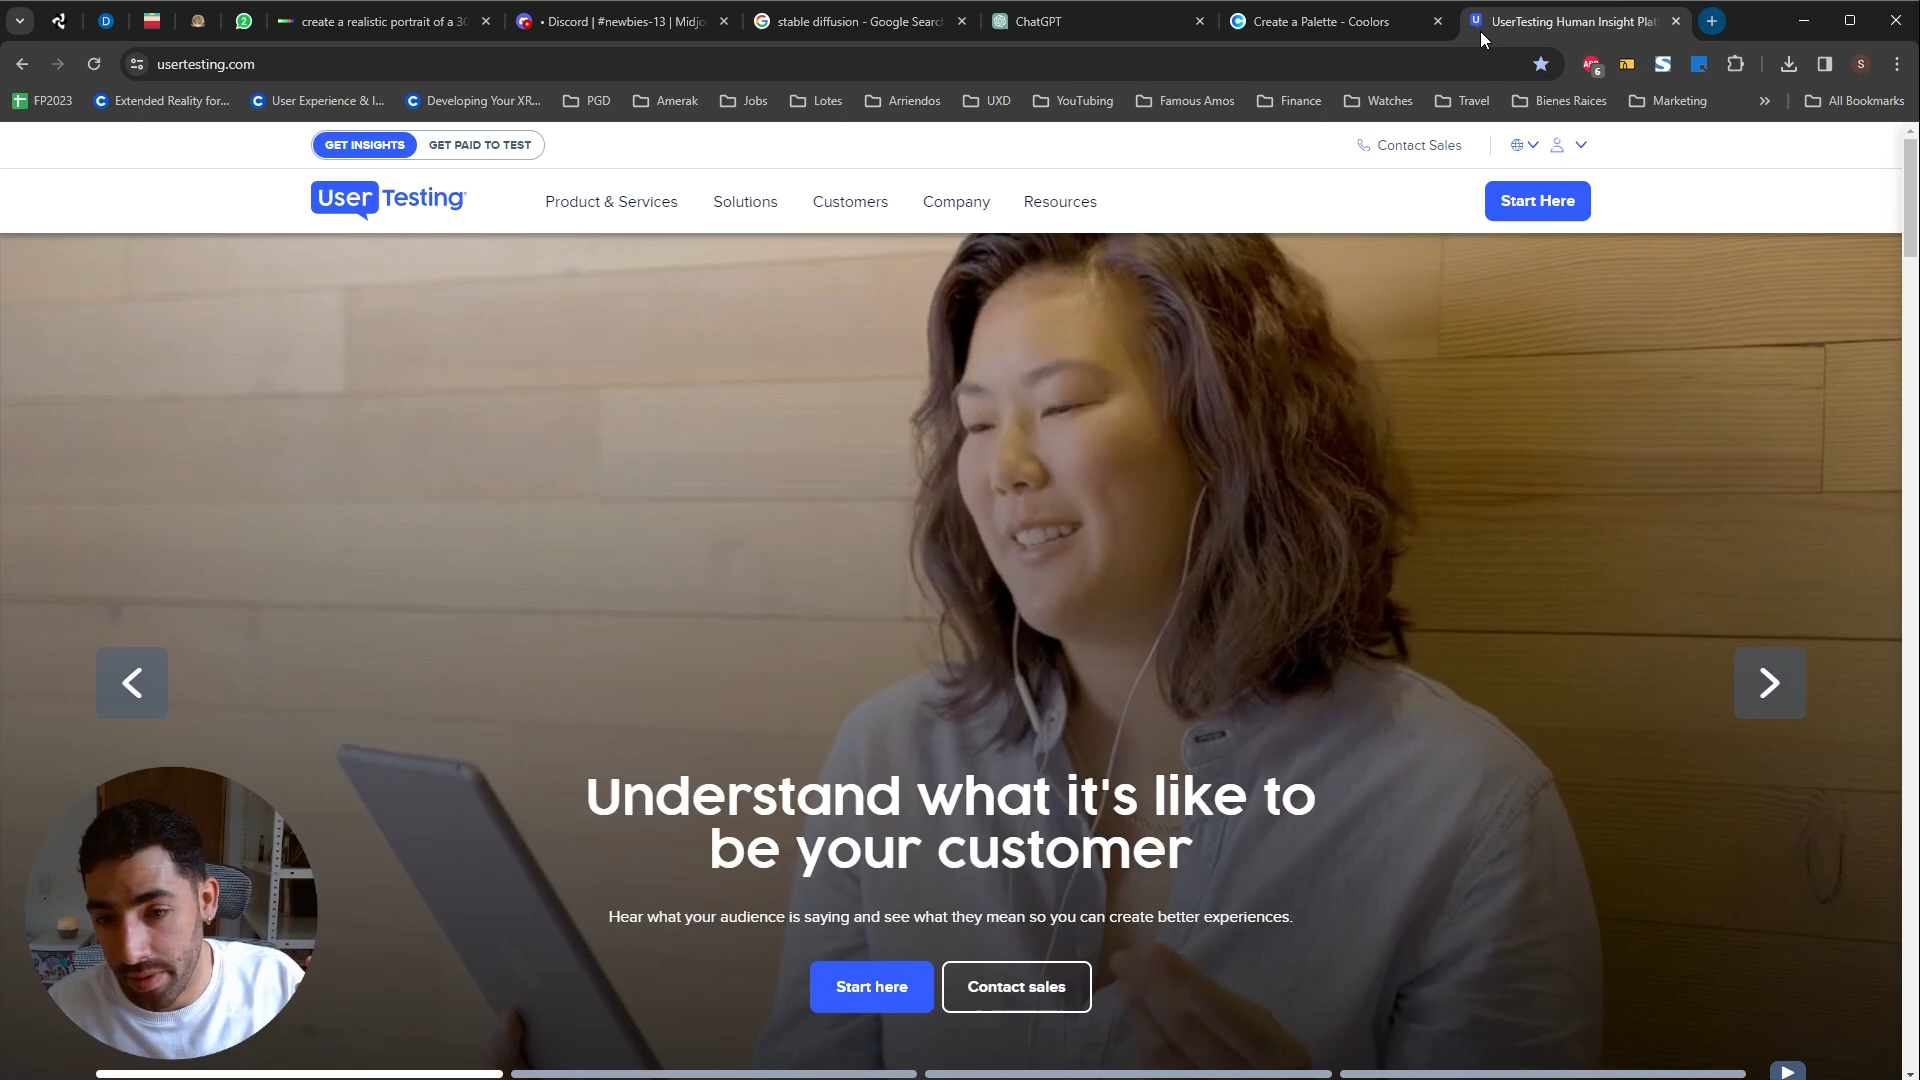 create a realistic portrait of a 30
• Discord | #newbies-13 | Midjo
stable diffusion - Google Search
ChatGPT
Create a Palette - Coolors
UserTesting Human Insight Plat
usertesting.com
FP2023
Extended Reality for...
User Experience & I...
Developing Your XR...
PGD
Amerak
Jobs
Lotes
Arriendos
UXD
YouTubing
Famous Amos
Finance
Watches
Travel
Bienes Raices
Marketing
All Bookmarks
GET INSIGHTS
GET PAID TO TEST
Contact Sales
User Testing
Product & Services
Solutions
Customers
Company
Resources
Start Here
Understand what it's like to
be your customer
Hear what your audience is saying and see what they mean so you can create better experiences.
Start here
Contact sales